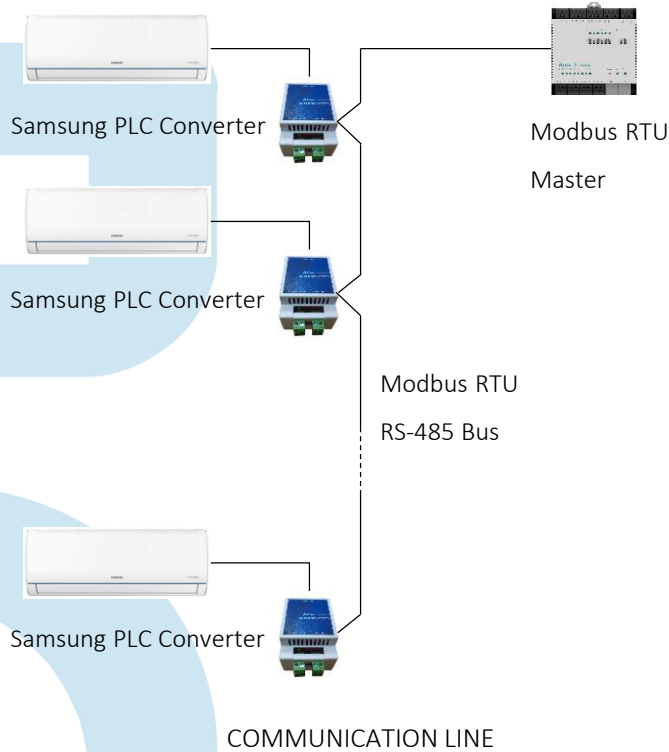 Samsung PLC Converter
Modbus RTU
Master
Samsung PLC Converter
Modbus RTU
RS-485 Bus
Samsung PLC Converter
COMMUNICATION LINE